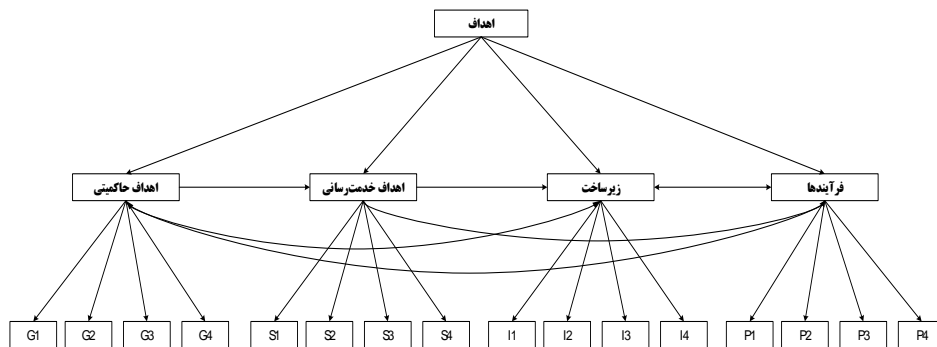 اهداف
اهداف حاکمیتی
اهداف خدمت‌رسانی
زیرساخت
فرآیندها
G1 G2 G3 G4 S1 S2 S3 S4 I1 I2 I3 I4 P1 P2 P3 P4